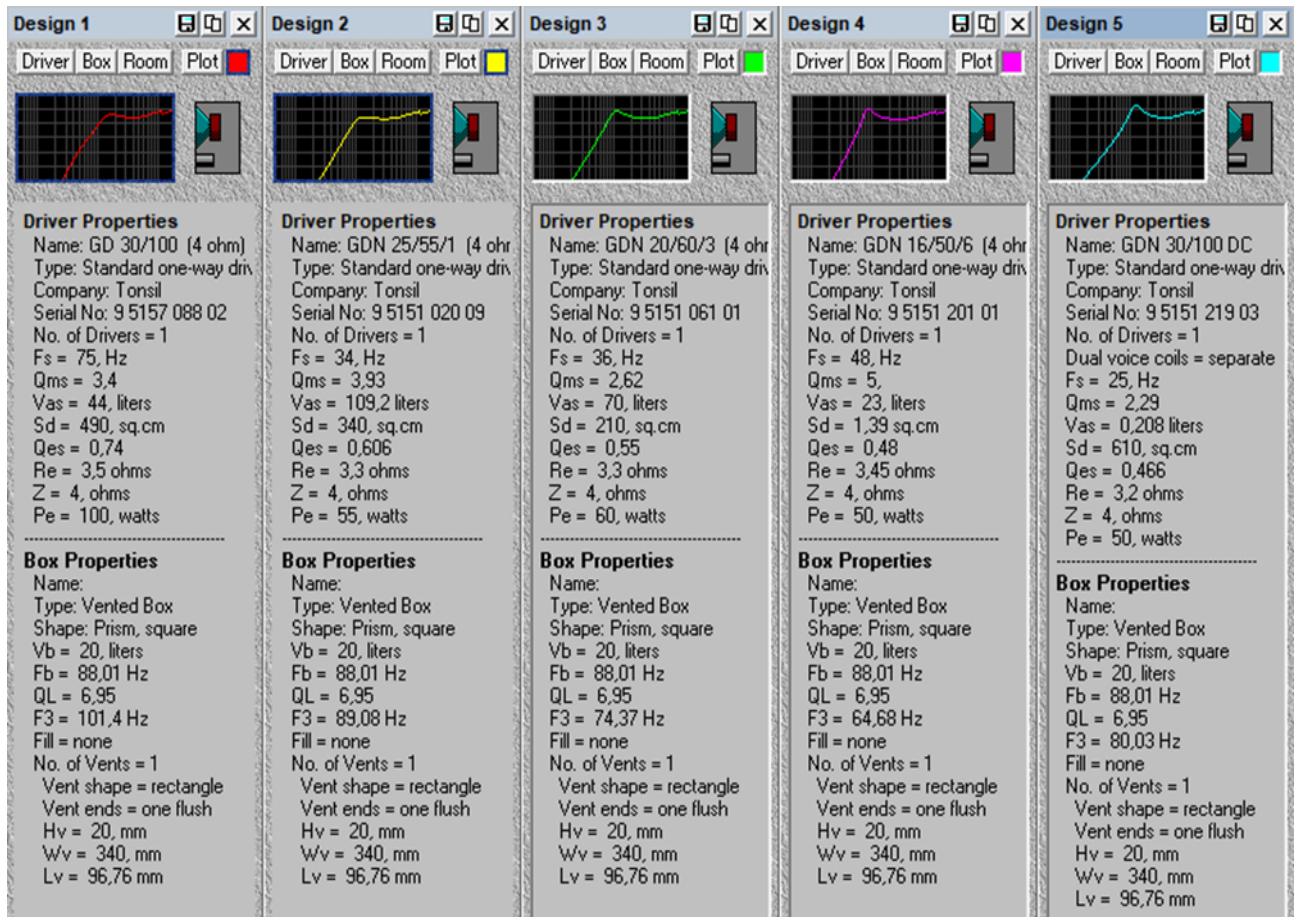 Design 1
Driver Box Room Plot
Driver Properties
Name: GD 30/100 (4 ohm)
Type: Standard one-way driv
Company: Tonsil
Serial No: 9 5157 088 02
No. of Drivers = 1
Fs = 75, Hz
Qms = 3,4
Vas = 44, liters
Sd = 490, sq.cm
Qes = 0,74
Re = 3,5 ohms
Z = 4, ohms
Pe = 100, watts
Box Properties
Name:
Type: Vented Box
Shape: Prism, square
Vb = 20, liters
Fb = 88,01 Hz
QL = 6,95
F3 = 101,4 Hz
Fill = none
No. of Vents = 1
Vent shape = rectangle
Vent ends = one flush
Hv = 20, mm
Wv = 340, mm
Lv = 96,76 mm
Design 2
Driver Box Room Plot
Driver Properties
Name: GDN 25/55/1 (4 ohr
Type: Standard one-way driv
Company: Tonsil
Serial No: 9 5151 020 09
No. of Drivers = 1
Fs = 34, Hz
Qms = 3,93
Vas = 109,2 liters
Sd = 340, sq.cm
Qes = 0,606
Re = 3,3 ohms
Z = 4, ohms
Pe = 55, watts
Box Properties
Name:
Type: Vented Box
Shape: Prism, square
Vb = 20, liters
Fb = 88,01 Hz
QL = 6,95
F3 = 89,08 Hz
Fill = none
No. of Vents = 1
Vent shape = rectangle
Vent ends = one flush
Hv = 20, mm
Wv = 340, mm
Lv = 96,76 mm
Design 3
Driver Box Room Plot
Driver Properties
Name: GDN 20/60/3 (4 ohr
Type: Standard one-way driv
Company: Tonsil
Serial No: 9 5151 061 01
No. of Drivers = 1
Fs = 36, Hz
Qms = 2,62
Vas = 70, liters
Sd = 210, sq.cm
Qes = 0,55
Re = 3,3 ohms
Z = 4, ohms
Pe = 60, watts
Box Properties
Name:
Type: Vented Box
Shape: Prism, square
Vb = 20, liters
Fb = 88,01 Hz
QL = 6,95
F3 = 74,37 Hz
Fill = none
No. of Vents = 1
Vent shape = rectangle
Vent ends = one flush
Hv = 20, mm
Wv = 340, mm
Lv = 96,76 mm
Design 4
Driver Box Room Plot
Driver Properties
Name: GDN 16/50/6 (4 ohr
Type: Standard one-way driv
Company: Tonsil
Serial No: 9 5151 201 01
No. of Drivers = 1
Fs = 48, Hz
Qms = 5,
Vas = 23, liters
Sd = 1,39 sq.cm
Qes = 0,48
Re = 3,45 ohms
Z = 4, ohms
Pe = 50, watts
Box Properties
Name:
Type: Vented Box
Shape: Prism, square
Vb = 20, liters
Fb = 88,01 Hz
QL = 6,95
F3 = 64,68 Hz
Fill = none
No. of Vents = 1
Vent shape = rectangle
Vent ends = one flush
Hv = 20, mm
Wv = 340, mm
Lv = 96,76 mm
Design 5
Driver Box Room Plot
Driver Properties
Name: GDN 30/100 DC
Type: Standard one-way driv
Company: Tonsil
Serial No: 9 5151 219 03
No. of Drivers = 1
Dual voice coils = separate
Fs = 25, Hz
Qms = 2,29
Vas = 0,208 liters
Sd = 610, sq.cm
Qes = 0,466
Re = 3,2 ohms
Z = 4, ohms
Pe = 50, watts
Box Properties
Name:
Type: Vented Box
Shape: Prism, square
Vb = 20, liters
Fb = 88,01 Hz
QL = 6,95
F3 = 80,03 Hz
Fill = none
No. of Vents = 1
Vent shape = rectangle
Vent ends = one flush
Hv = 20, mm
Wv = 340, mm
Lv = 96,76 mm